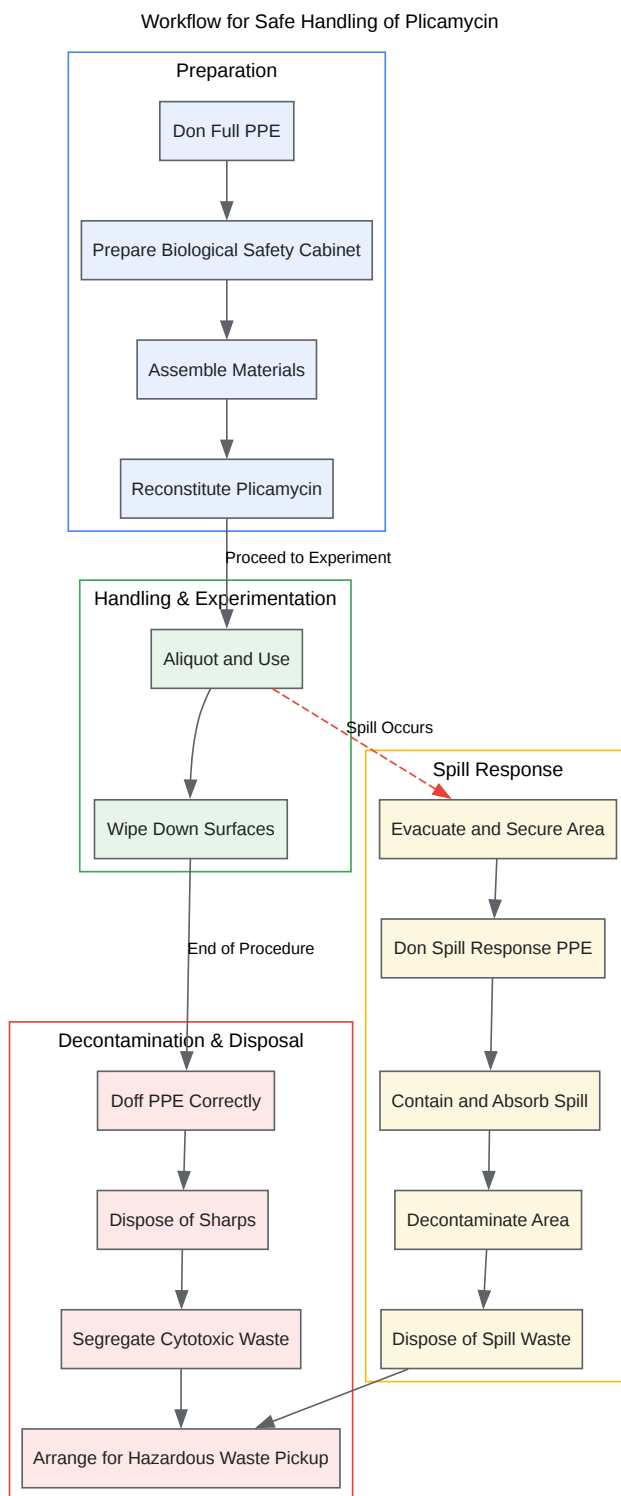 Workflow for Safe Handling of Plicamycin
Preparation
Don Full PPE
Prepare Biological Safety Cabinet
Assemble Materials
Reconstitute Plicamycin
Proceed to Experiment
Handling & Experimentation
Aliquot and Use
Spill Occurs
Wipe Down Surfaces
End of Procedure
Spill Response
Evacuate and Secure Area
Don Spill Response PPE
Contain and Absorb Spill
Decontaminate Area
Dispose of Spill Waste
Decontamination & Disposal
Doff PPE Correctly
Dispose of Sharps
Segregate Cytotoxic Waste
Arrange for Hazardous Waste Pickup